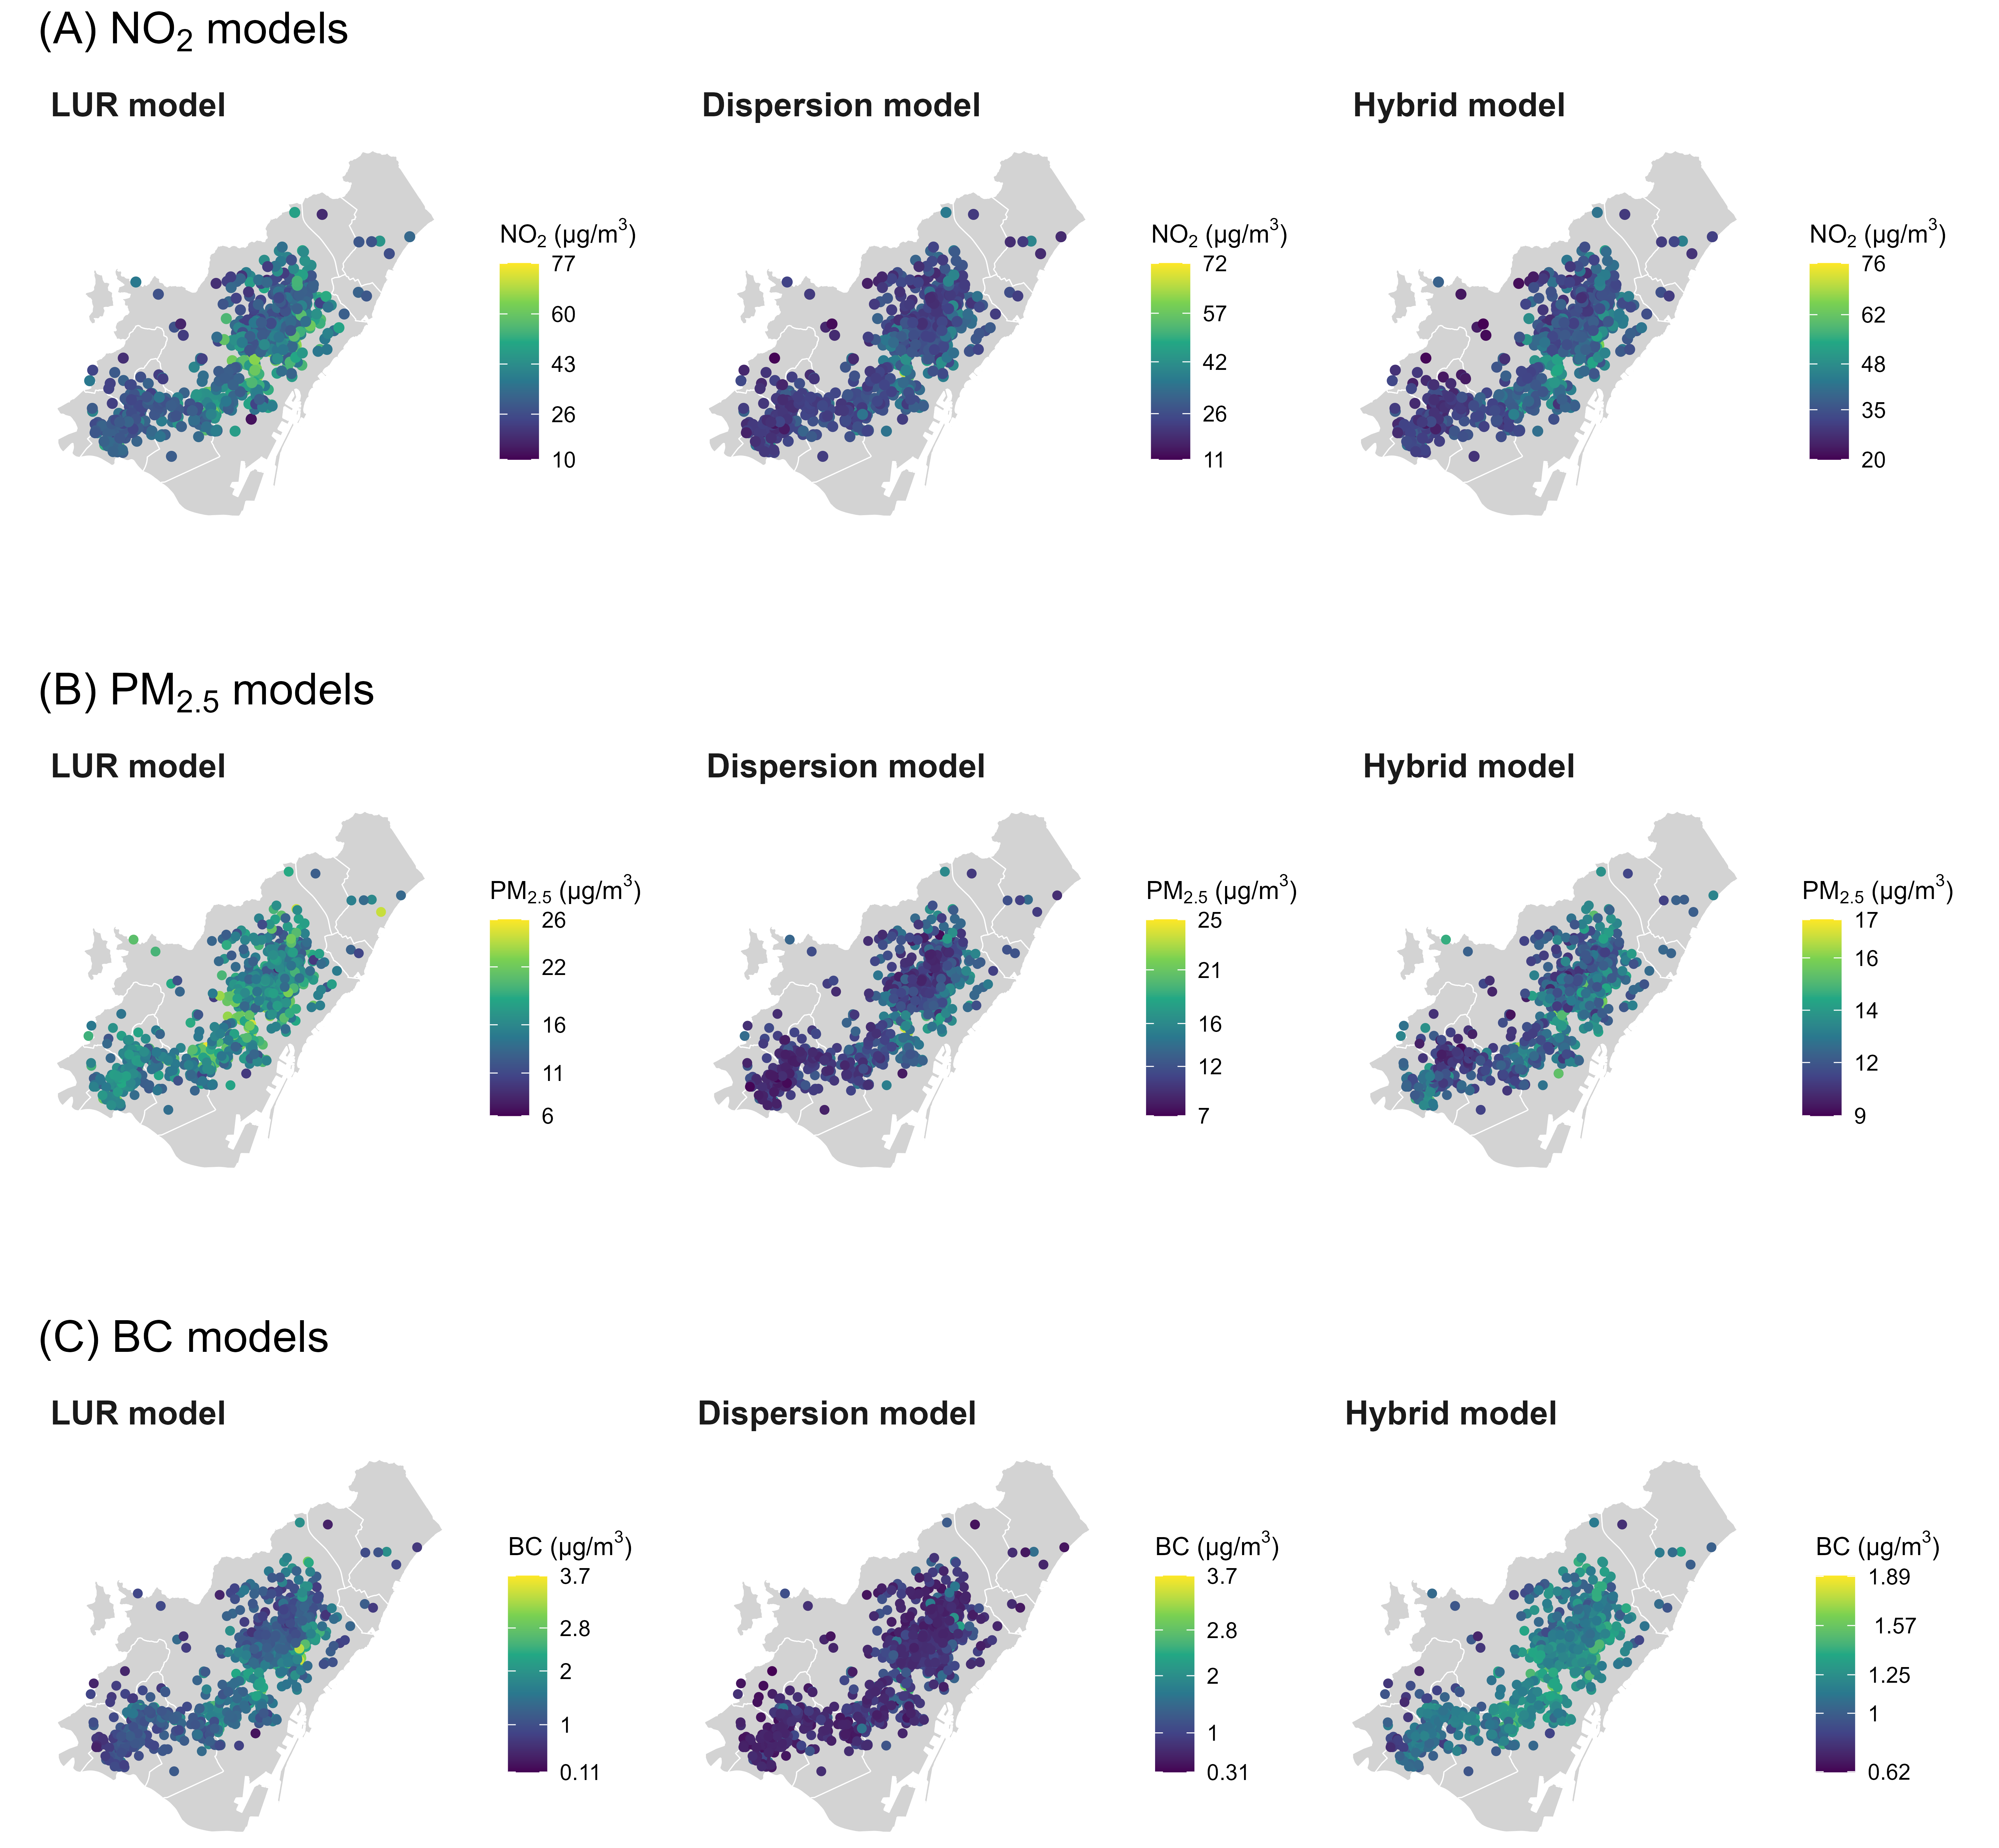 (A) NO₂ models
LUR model
Dispersion model
Hybrid model
NO₂ (µg/m³)
77
60
43
26
10
NO₂ (µg/m³)
72
57
42
26
11
NO₂ (µg/m³)
76
62
48
35
20
(B) PM₂.₅ models
LUR model
Dispersion model
Hybrid model
PM₂.₅ (µg/m³)
26
22
16
11
6
PM₂.₅ (µg/m³)
25
21
16
12
7
PM₂.₅ (µg/m³)
17
16
14
12
9
(C) BC models
LUR model
Dispersion model
Hybrid model
BC (µg/m³)
3.7
2.8
2
1
0.11
BC (µg/m³)
3.7
2.8
2
1
0.31
BC (µg/m³)
1.89
1.57
1.25
1
0.62